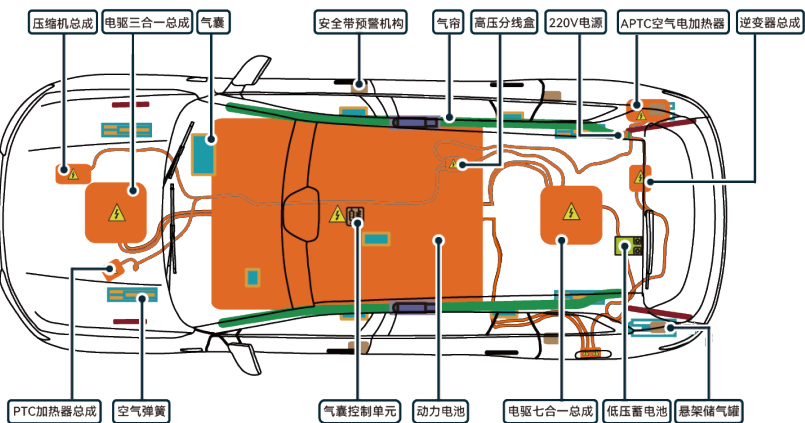 压缩机总成
电驱三合一总成
气囊
安全带预警机构
气帘
高压分线盒
220V电源
APTC空气电加热器
逆变器总成
PTC加热器总成
空气弹簧
气囊控制单元
动力电池
电驱七合一总成
低压蓄电池
悬架储气罐